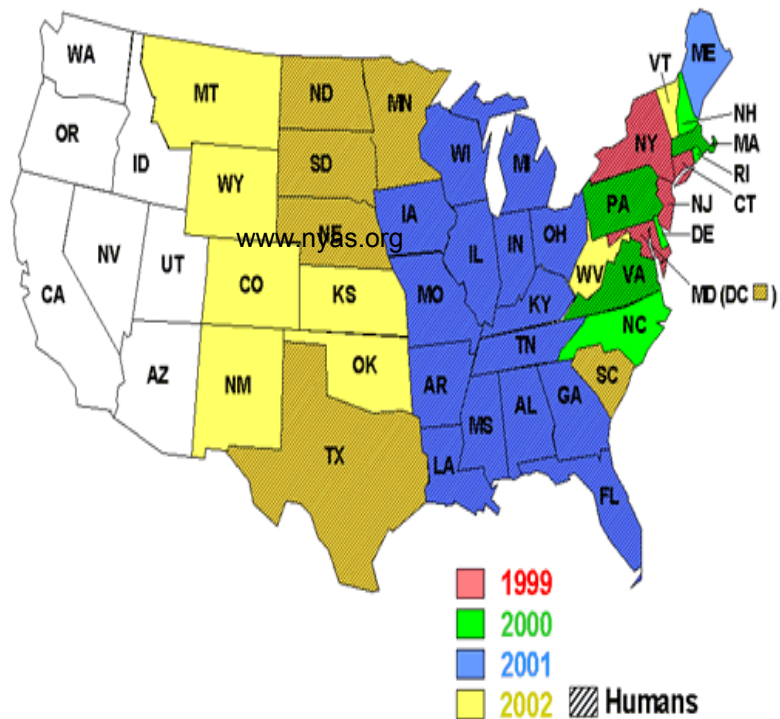 WA
ME
VT
MT
ND
MN
NH
OR
NY
MA
WI
ID
SD
MI
RI
WY
CT
IA
PA
NJ
NE
www.nyas.org
OH
DE
NV
IL
IN
UT
CO
KS
WV
VA
MD (DC )
CA
MO
KY
NC
TN
AZ
OK
SC
NM
AR
AL
GA
MS
TX
LA
FL
1999
2000
2001
2002
Humans